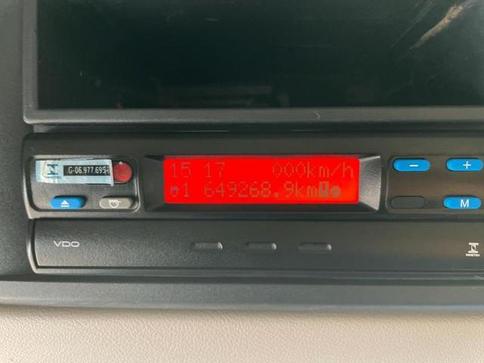 15 17 000km/h
1 649268.9km
G-06.977.695-
− +
M
VDO